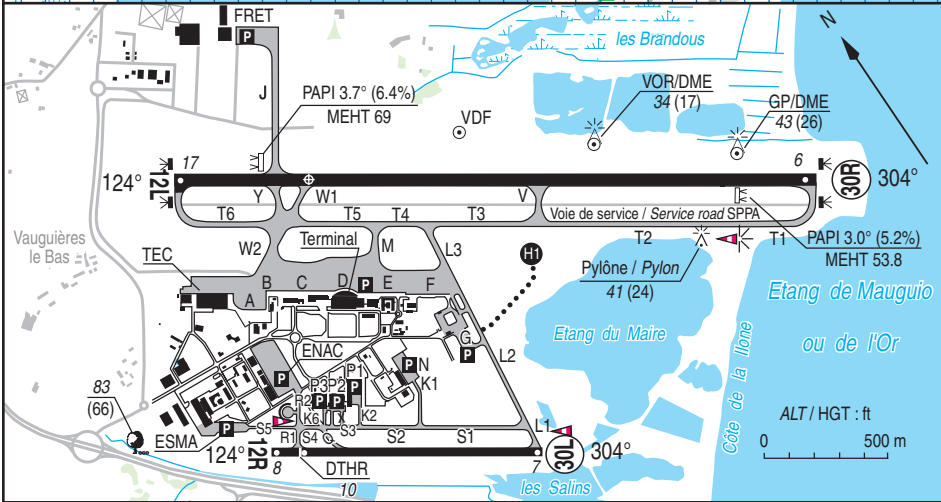 FRET
P
N
les Brandous
J
PAPI 3.7° (6.4%)
MEHT 69
VOR/DME
34 (17)
GP/DME
43 (26)
VDF
17
6
124°
12L
30R
304°
Y
W1
V
T6
T5
T4
T3
Voie de service / Service road SPPA
Vauguières
le Bas
TEC
W2
Terminal
M
L3
H1
T2
T1
Pylône / Pylon
41 (24)
PAPI 3.0° (5.2%)
MEHT 53.8
A
B
C
D
P
E
F
Etang de Mauguio
ou de l'Or
Etang du Maire
G
P
ENAC
L2
P
P3
P2
P1
P
N
K1
R2
P
P
P
K6
X
K2
Côte de la Ilone
83
(66)
ESMA
P
S5
R1
S4
S3
S2
S1
L1
124°
12R
8
DTHR
10
7
30L
304°
les Salins
ALT / HGT : ft
0
500 m